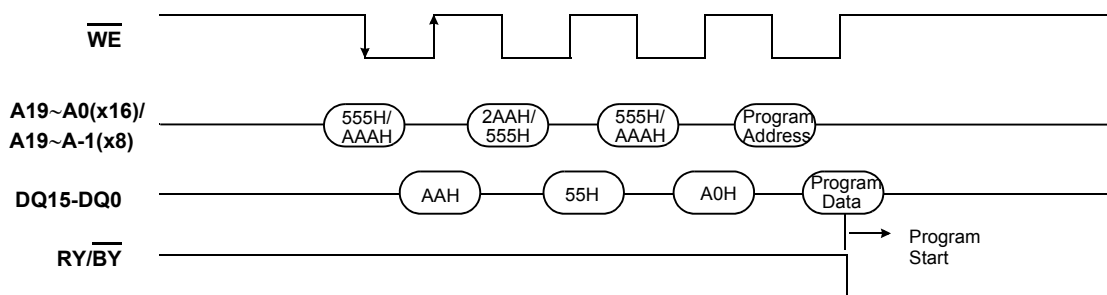 WE
A19~A0(x16)/
A19~A-1(x8)
555H/
AAAH
2AAH/
555H
555H/
AAAH
Program
Address
DQ15-DQ0
AAH
55H
A0H
Program
Data
RY/BY
Program
Start